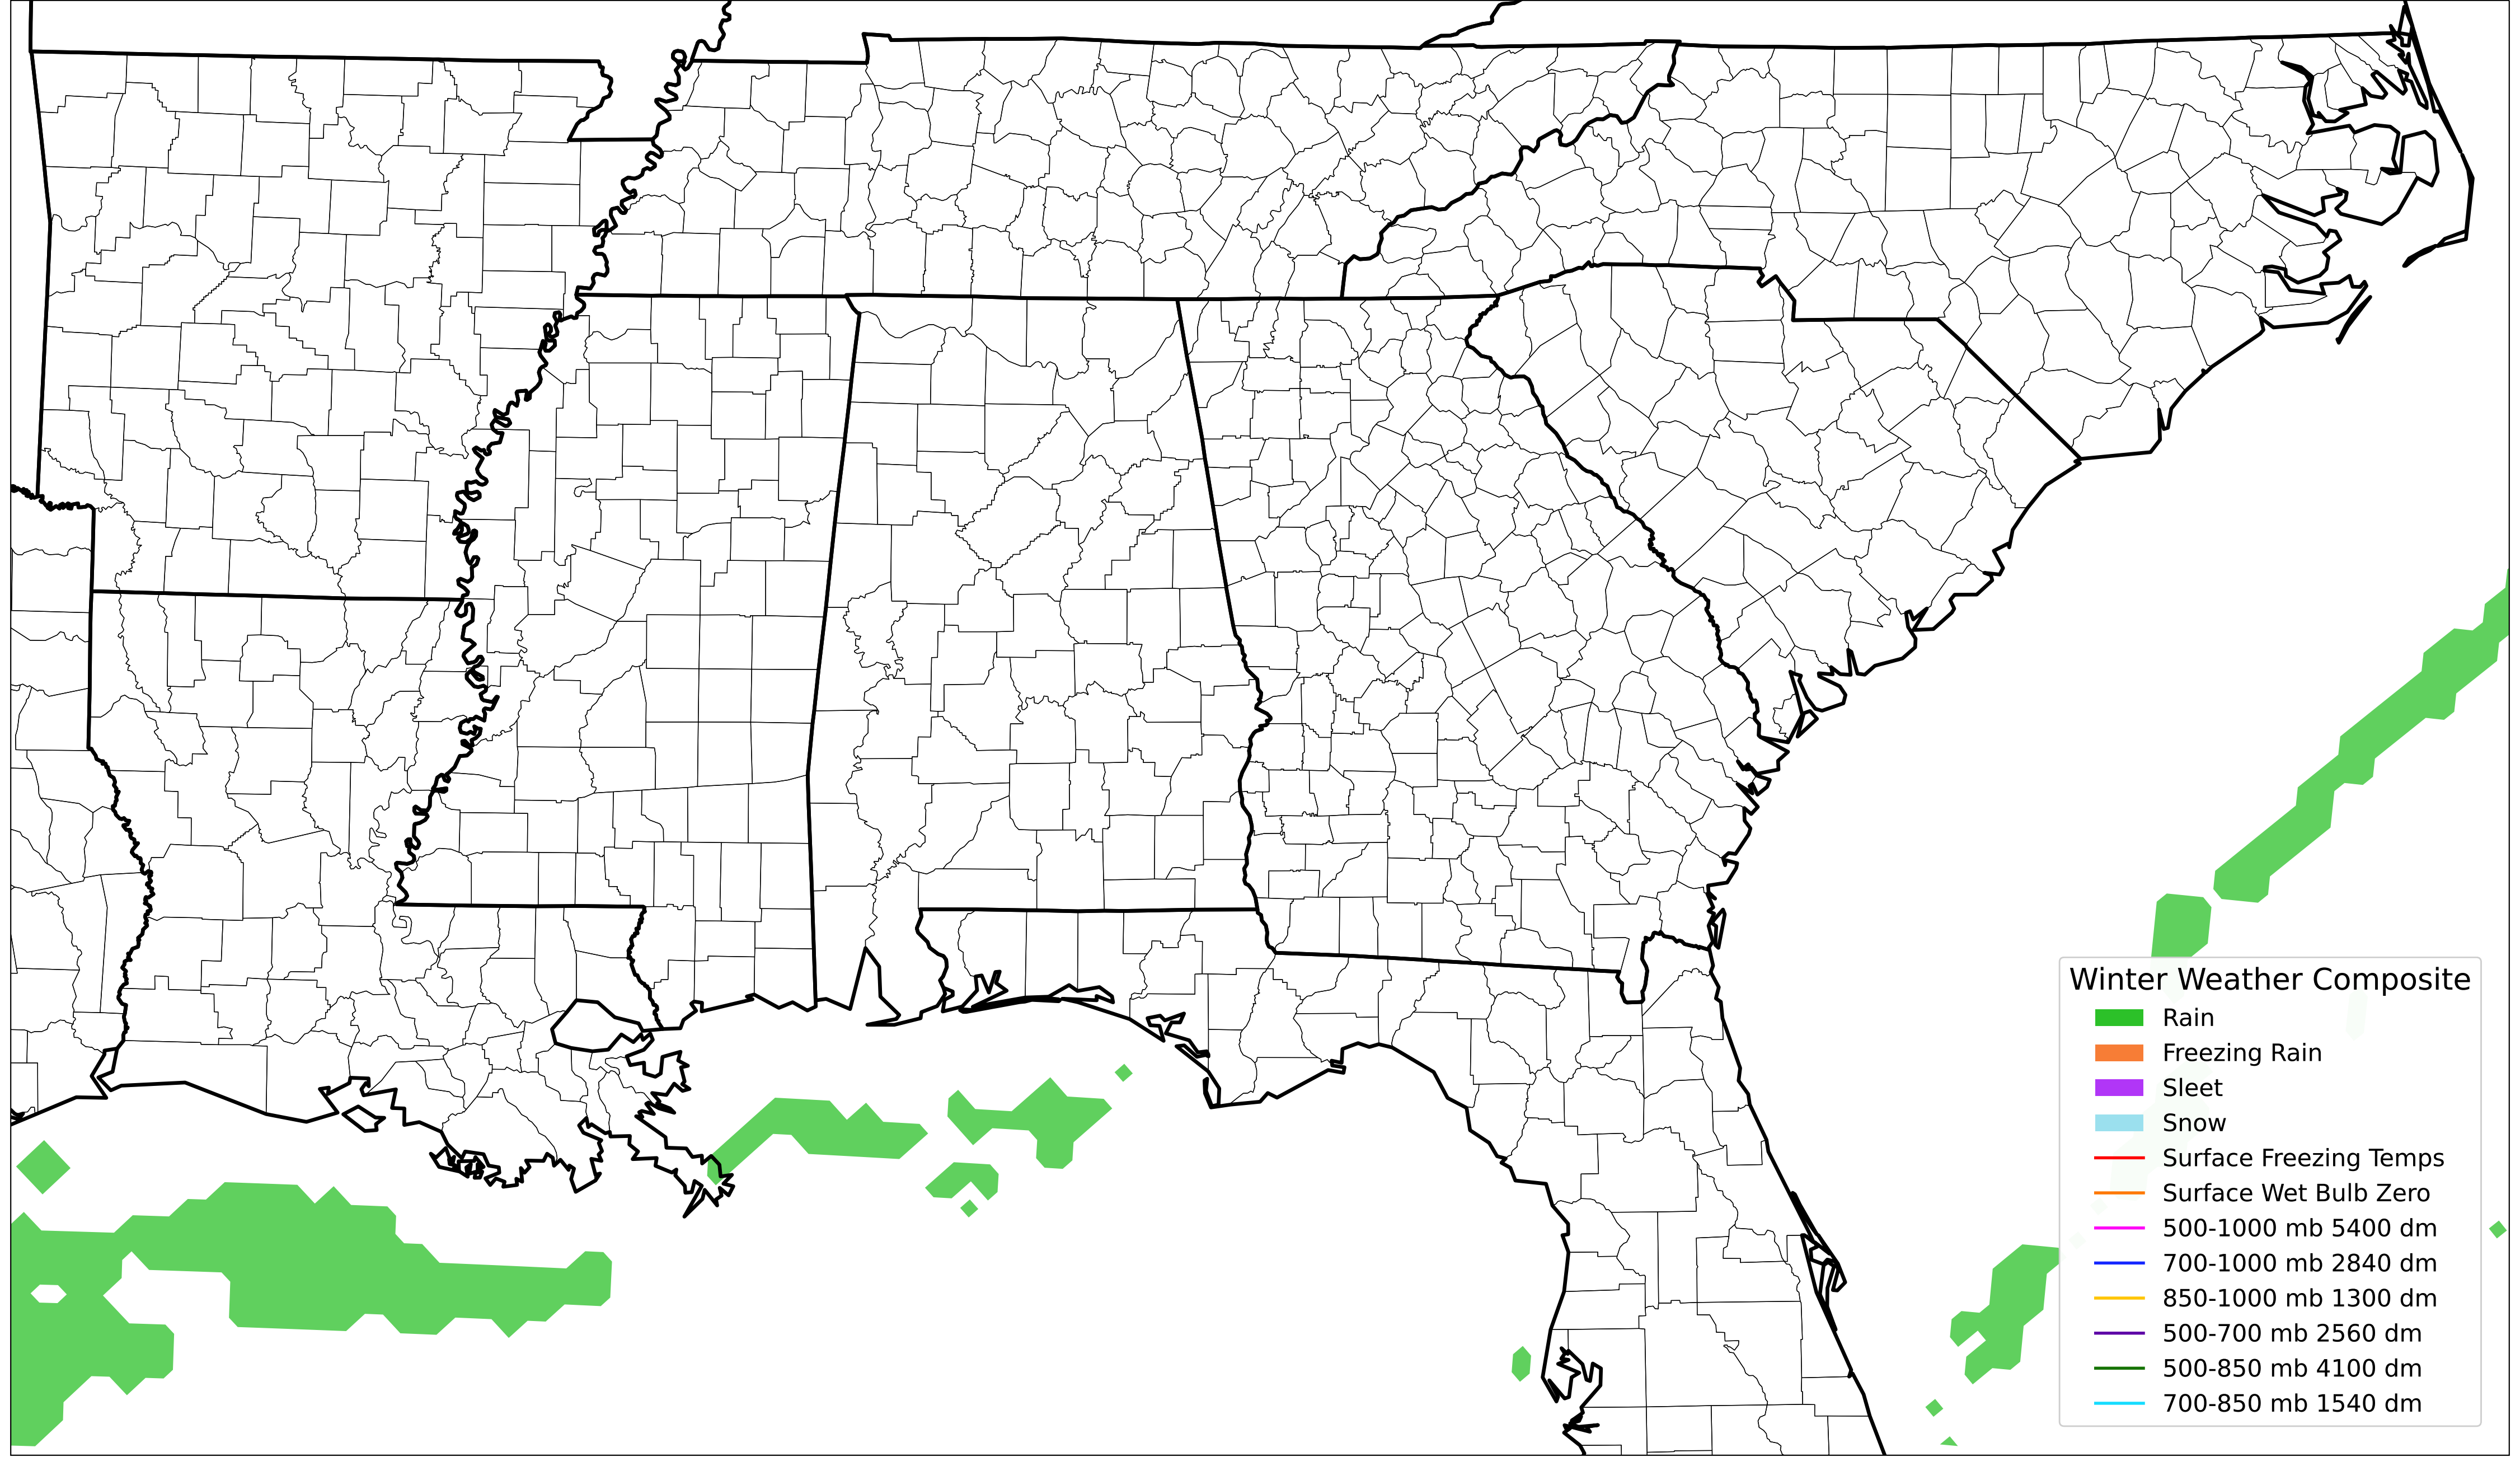 Winter Weather Composite
Rain
Freezing Rain
Sleet
Snow
Surface Freezing Temps
Surface Wet Bulb Zero
500-1000 mb 5400 dm
700-1000 mb 2840 dm
850-1000 mb 1300 dm
500-700 mb 2560 dm
500-850 mb 4100 dm
700-850 mb 1540 dm